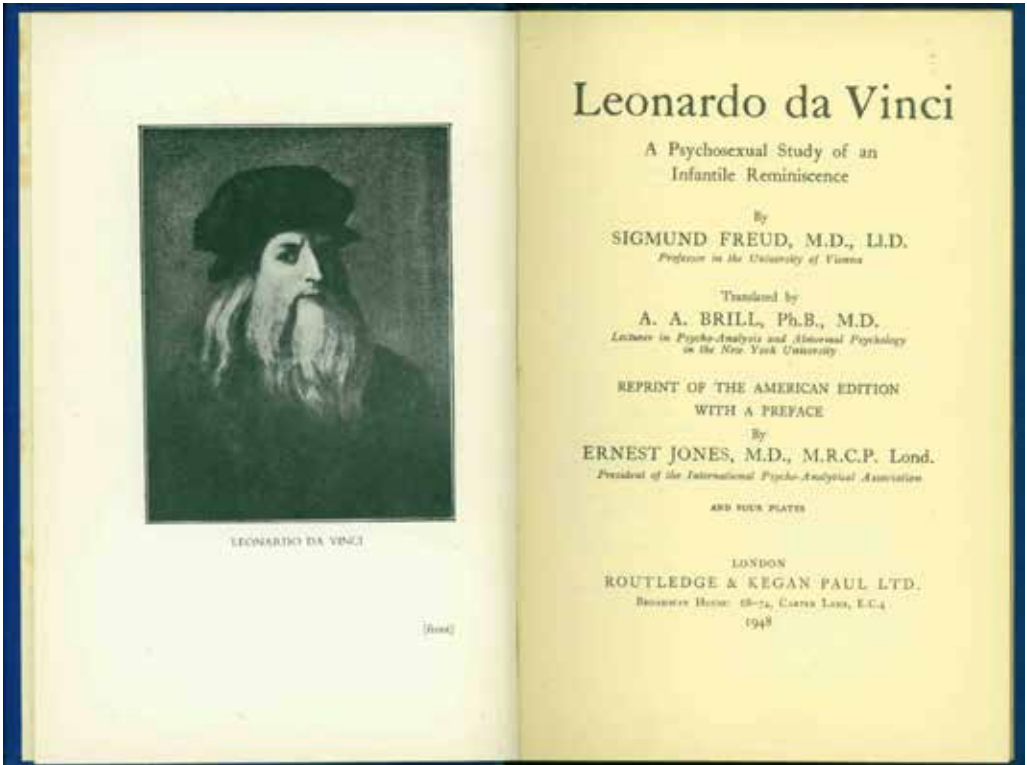 LEONARDO DA VINCI
[front]
Leonardo da Vinci
A Psychosexual Study of an
Infantile Reminiscence
By
SIGMUND FREUD, M.D., Ll.D.
Professor in the University of Vienna
Translated by
A. A. BRILL, Ph.B., M.D.
Lecturer in Psycho-Analysis and Abnormal Psychology
in the New York University
REPRINT OF THE AMERICAN EDITION
WITH A PREFACE
By
ERNEST JONES, M.D., M.R.C.P. Lond.
President of the International Psycho-Analytical Association
AND FOUR PLATES
LONDON
ROUTLEDGE & KEGAN PAUL LTD.
BROADWAY HOUSE: 68–74, CARTER LANE, E.C.4
1948